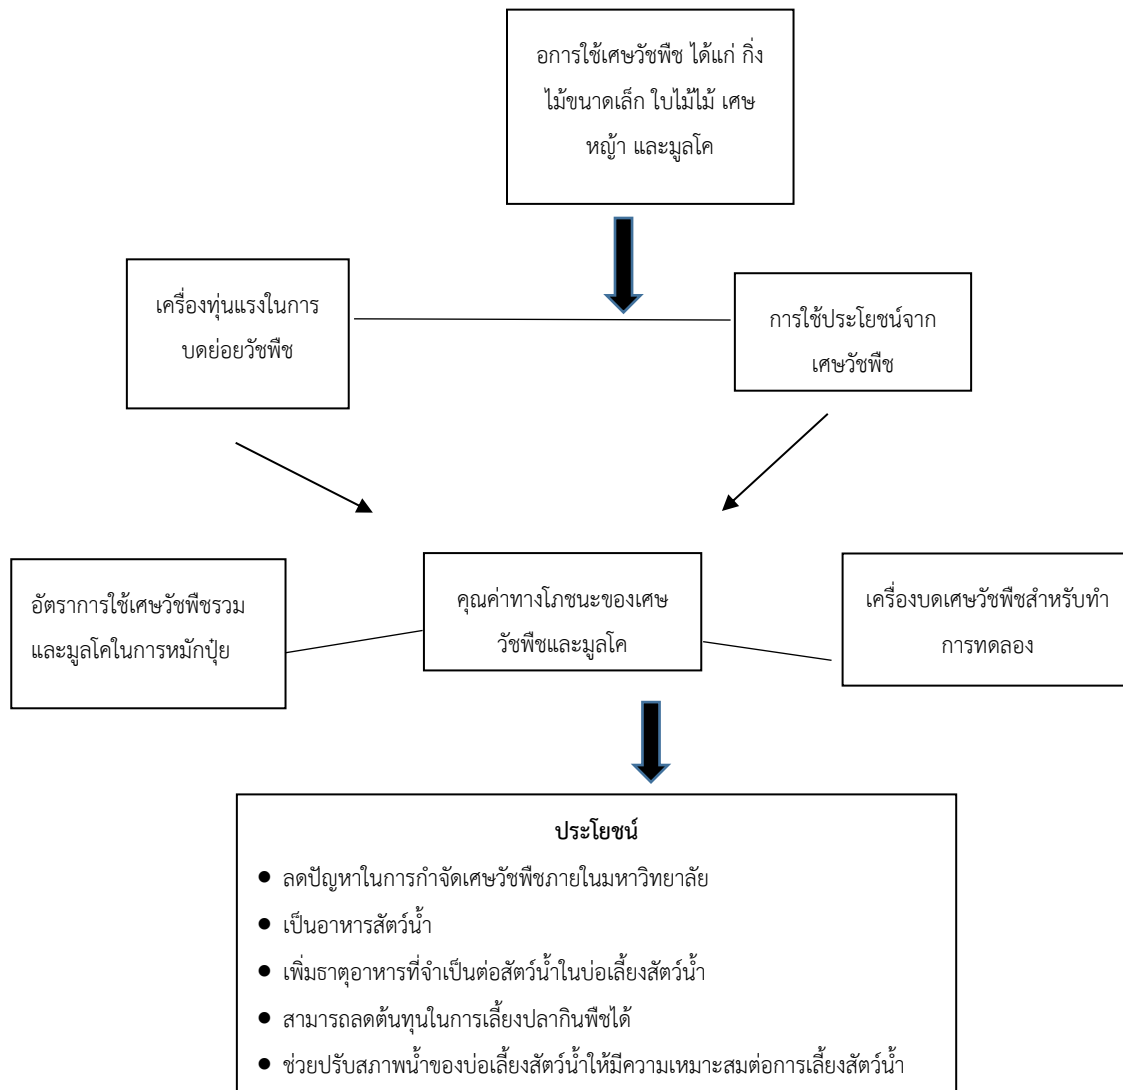 อการใช้เศษวัชพืช ได้แก่ กิ่ง
ไม้ขนาดเล็ก ใบไม้ไม้ เศษ
หญ้า และมูลโค
เครื่องทุ่นแรงในการ
บดย่อยวัชพืช
การใช้ประโยชน์จาก
เศษวัชพืช
อัตราการใช้เศษวัชพืชรวม
และมูลโคในการหมักปุ๋ย
คุณค่าทางโภชนะของเศษ
วัชพืชและมูลโค
เครื่องบดเศษวัชพืชสำหรับทำ
การทดลอง
ประโยชน์
● ลดปัญหาในการกำจัดเศษวัชพืชภายในมหาวิทยาลัย
● เป็นอาหารสัตว์น้ำ
● เพิ่มธาตุอาหารที่จำเป็นต่อสัตว์น้ำในบ่อเลี้ยงสัตว์น้ำ
● สามารถลดต้นทุนในการเลี้ยงปลากินพืชได้
● ช่วยปรับสภาพน้ำของบ่อเลี้ยงสัตว์น้ำให้มีความเหมาะสมต่อการเลี้ยงสัตว์น้ำ